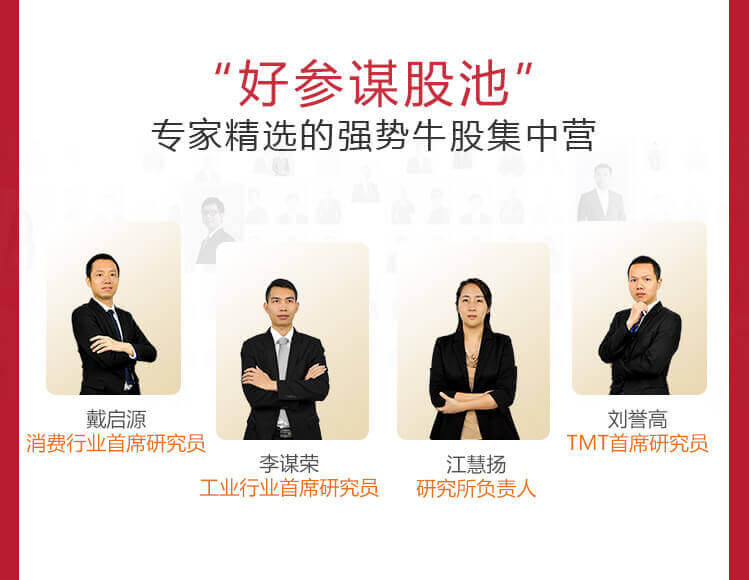 “好参谋股池”
专家精选的强势牛股集中营
戴启源
消费行业首席研究员
李谋荣
工业行业首席研究员
江慧扬
研究所负责人
刘誉高
TMT首席研究员